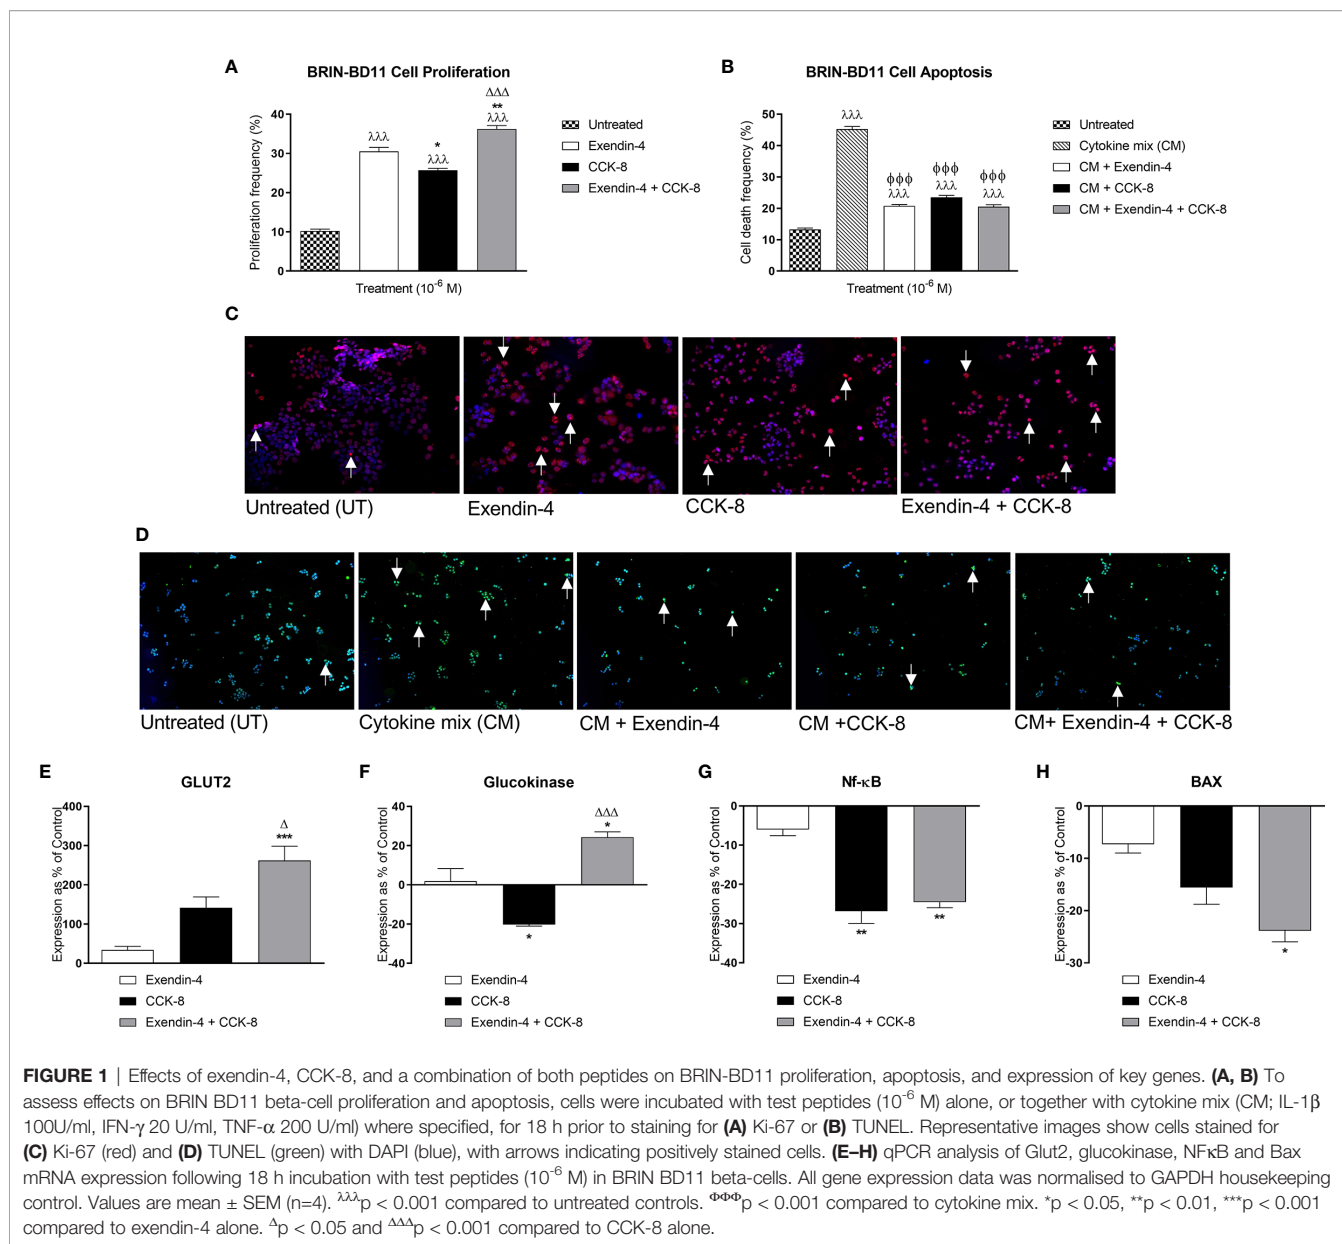 A
BRIN-BD11 Cell Proliferation
Proliferation frequency (%)
40
30
20
10
0
λλλ
*
λλλ
ΔΔΔ
**
λλλ
Treatment (10⁻⁶ M)
Untreated
Exendin-4
CCK-8
Exendin-4 + CCK-8
B
BRIN-BD11 Cell Apoptosis
Cell death frequency (%)
50
40
30
20
10
0
λλλ
ϕϕϕ
λλλ
ϕϕϕ
λλλ
ϕϕϕ
λλλ
Treatment (10⁻⁶ M)
Untreated
Cytokine mix (CM)
CM + Exendin-4
CM + CCK-8
CM + Exendin-4 + CCK-8
C
Untreated (UT)
Exendin-4
CCK-8
Exendin-4 + CCK-8
D
Untreated (UT)
Cytokine mix (CM)
CM + Exendin-4
CM +CCK-8
CM+ Exendin-4 + CCK-8
E
GLUT2
Expression as % of Control
400
300
200
100
0
Δ
***
Exendin-4
CCK-8
Exendin-4 + CCK-8
F
Glucokinase
Expression as % of Control
40
20
0
-20
-40
*
ΔΔΔ
*
Exendin-4
CCK-8
Exendin-4 + CCK-8
G
Nf-κB
Expression as % of Control
0
-10
-20
-30
-40
**
**
Exendin-4
CCK-8
Exendin-4 + CCK-8
H
BAX
Expression as % of Control
0
-10
-20
-30
*
Exendin-4
CCK-8
Exendin-4 + CCK-8
FIGURE 1 | Effects of exendin-4, CCK-8, and a combination of both peptides on BRIN-BD11 proliferation, apoptosis, and expression of key genes. (A, B) To
assess effects on BRIN BD11 beta-cell proliferation and apoptosis, cells were incubated with test peptides (10⁻⁶ M) alone, or together with cytokine mix (CM; IL-1β
100U/ml, IFN-γ 20 U/ml, TNF-α 200 U/ml) where specified, for 18 h prior to staining for (A) Ki-67 or (B) TUNEL. Representative images show cells stained for
(C) Ki-67 (red) and (D) TUNEL (green) with DAPI (blue), with arrows indicating positively stained cells. (E–H) qPCR analysis of Glut2, glucokinase, NFκB and Bax
mRNA expression following 18 h incubation with test peptides (10⁻⁶ M) in BRIN BD11 beta-cells. All gene expression data was normalised to GAPDH housekeeping
control. Values are mean ± SEM (n=4). λλλp < 0.001 compared to untreated controls. ΦΦΦp < 0.001 compared to cytokine mix. *p < 0.05, **p < 0.01, ***p < 0.001
compared to exendin-4 alone. Δp < 0.05 and ΔΔΔp < 0.001 compared to CCK-8 alone.